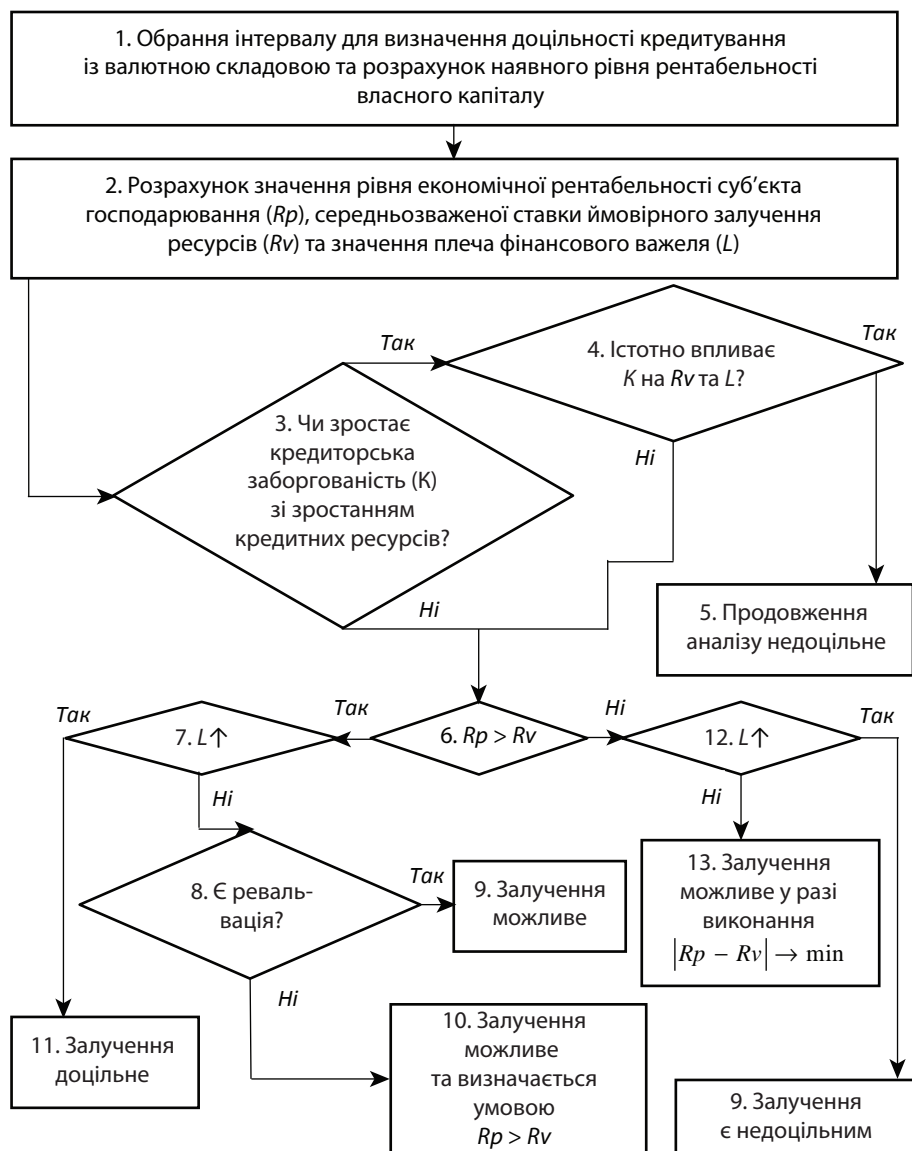 1. Обрання інтервалу для визначення доцільності кредитування
із валютною складовою та розрахунок наявного рівня рентабельності
власного капіталу
2. Розрахунок значення рівня економічної рентабельності суб’єкта
господарювання (Rp), середньозваженої ставки ймовірного залучення
ресурсів (Rv) та значення плеча фінансового важеля (L)
Так
4. Істотно впливає
K на Rv та L?
Так
Ні
3. Чи зростає
кредиторська
заборгованість (К)
зі зростанням
кредитних ресурсів?
Ні
5. Продовження
аналізу недоцільне
Так
7. L↑
Так
6. Rp > Rv
Ні
12. L↑
Так
Ні
Ні
8. Є реваль-
вація?
Так
9. Залучення
можливе
13. Залучення
можливе у разі
виконання
|Rp − Rv| → min
Ні
11. Залучення
доцільне
10. Залучення
можливе
та визначається
умовою
Rp > Rv
9. Залучення
є недоцільним